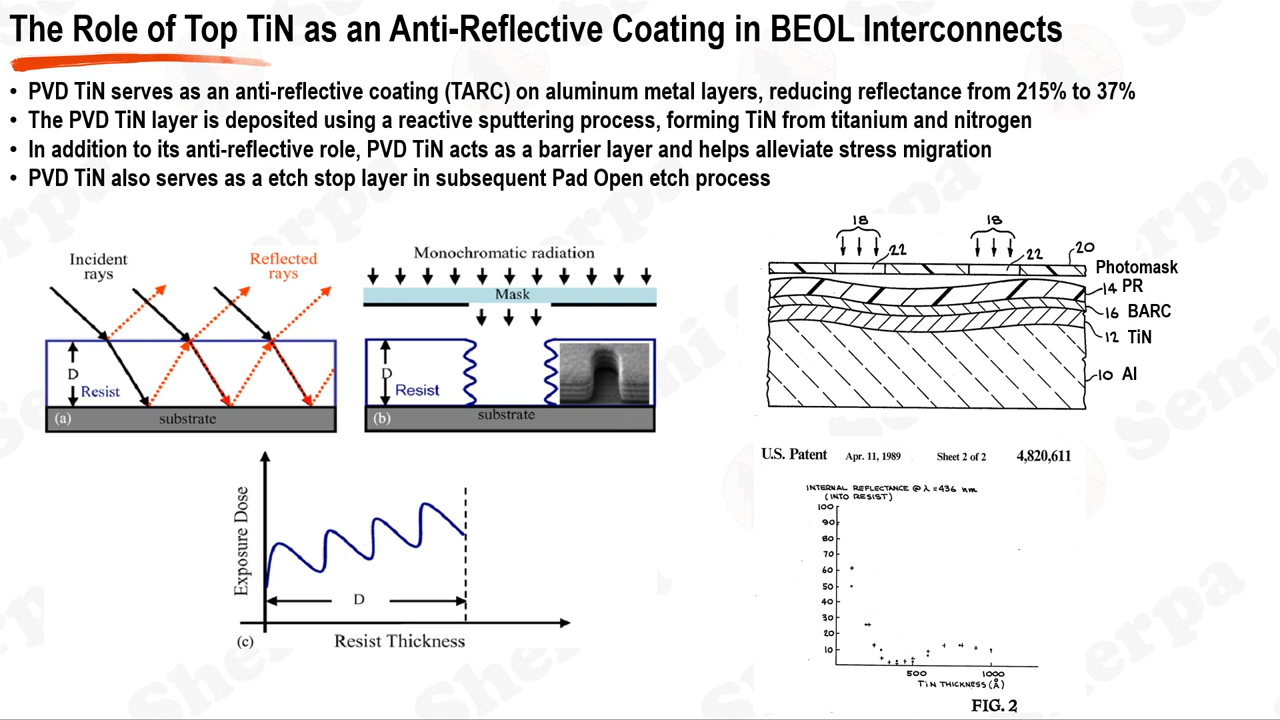 The Role of Top TiN as an Anti-Reflective Coating in BEOL Interconnects
• PVD TiN serves as an anti-reflective coating (TARC) on aluminum metal layers, reducing reflectance from 215% to 37%
• The PVD TiN layer is deposited using a reactive sputtering process, forming TiN from titanium and nitrogen
• In addition to its anti-reflective role, PVD TiN acts as a barrier layer and helps alleviate stress migration
• PVD TiN also serves as a etch stop layer in subsequent Pad Open etch process
Incident rays
Reflected rays
D
Resist
(a)
substrate
Monochromatic radiation
Mask
D
Resist
(b)
substrate
Exposure Dose
D
(c)
Resist Thickness
18
18
22
22
20
Photomask
14 PR
16 BARC
12 TiN
10 Al
U.S. Patent Apr. 11, 1989 Sheet 2 of 2 4,820,611
INTERNAL REFLECTANCE @ λ = 436 nm
(INTO RESIST)
100
90
80
70
60
50
40
30
20
10
500
1000
TiN THICKNESS (Å)
FIG. 2
Semi Sherpa